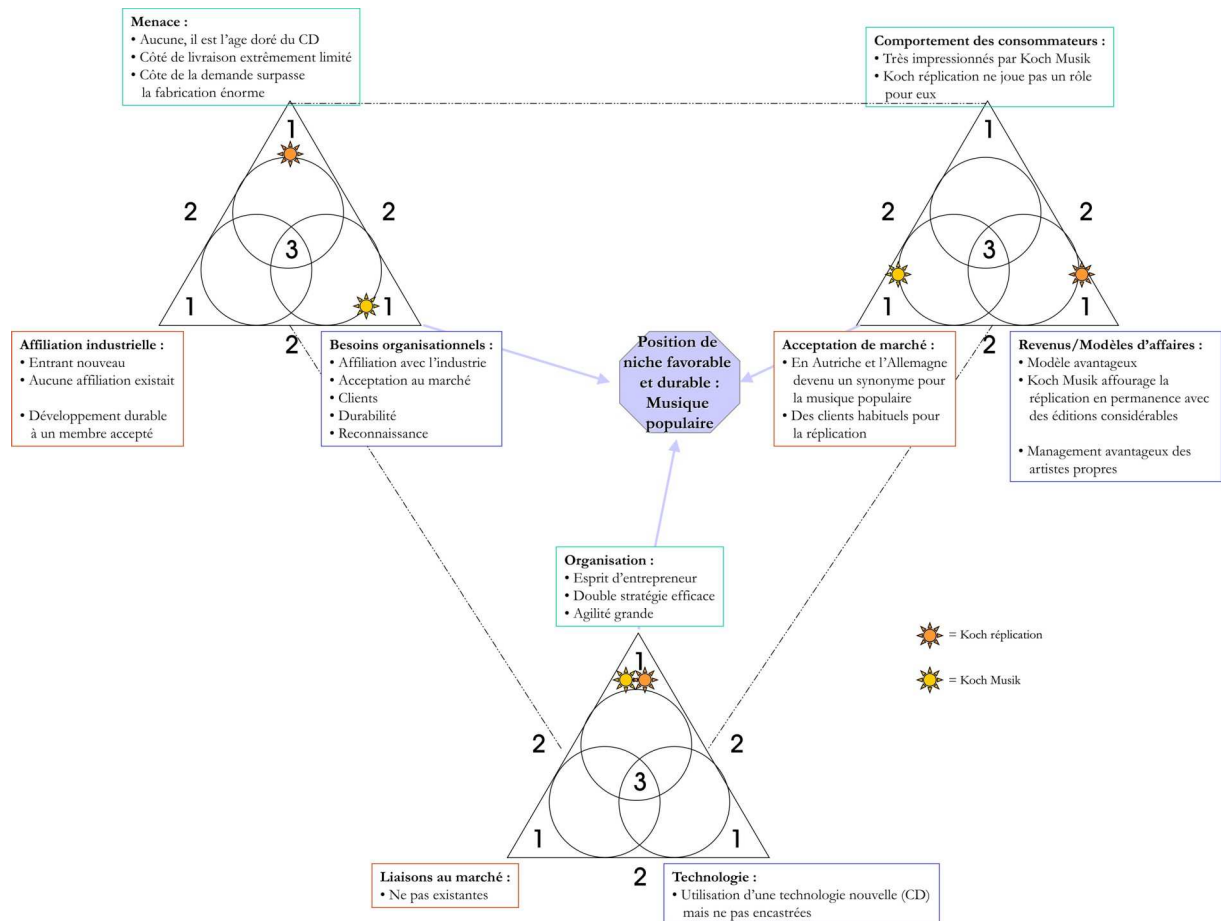 Menace :
• Aucune, il est l'age doré du CD
• Côté de livraison extrêmement limité
• Côte de la demande surpasse
la fabrication énorme
Comportement des consommateurs :
• Très impressionnés par Koch Musik
• Koch réplication ne joue pas un rôle
pour eux
1
2
2
3
1
1
2
1
2
2
3
1
1
2
Affiliation industrielle :
• Entrant nouveau
• Aucune affiliation existait
• Développement durable
à un membre accepté
Besoins organisationnels :
• Affiliation avec l'industrie
• Acceptation au marché
• Clients
• Durabilité
• Reconnaissance
Position de
niche favorable
et durable :
Musique
populaire
Acceptation de marché :
• En Autriche et l'Allemagne
devenu un synonyme pour
la musique populaire
• Des clients habituels pour
la réplication
Revenus/Modèles d'affaires :
• Modèle avantageux
• Koch Musik affourage la
réplication en permanence avec
des éditions considérables
• Management avantageux des
artistes propres
Organisation :
• Esprit d'entrepreneur
• Double stratégie efficace
• Agilité grande
= Koch réplication
= Koch Musik
1
2
2
3
1
1
2
Liaisons au marché :
• Ne pas existantes
Technologie :
• Utilisation d'une technologie nouvelle (CD)
mais ne pas encastrées